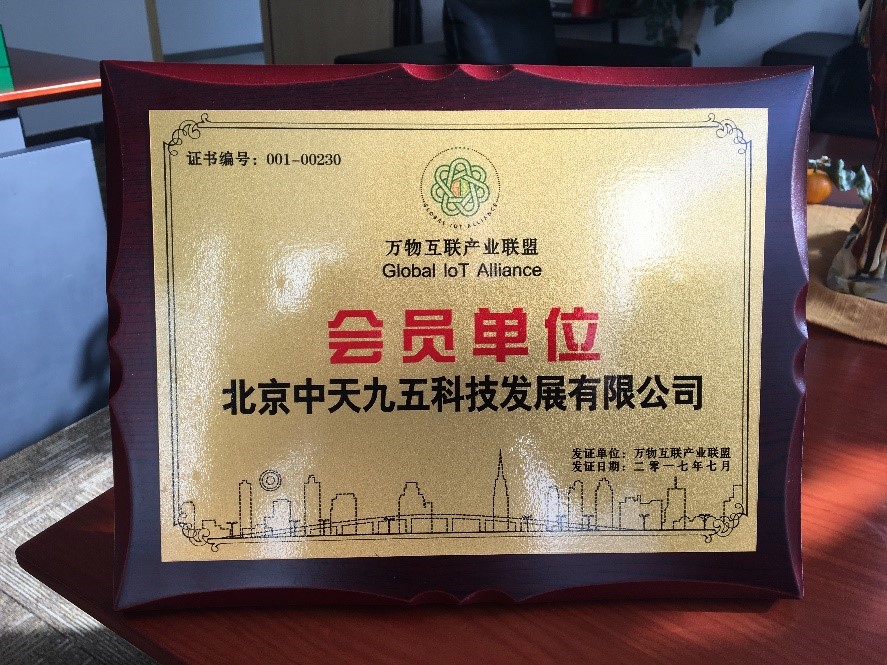 证书编号：001-00230
GLOBAL IOT ALLIANCE
万物互联产业联盟
Global IoT Alliance
会员单位
北京中天九五科技发展有限公司
发证单位：万物互联产业联盟
发证日期：二零一七年七月